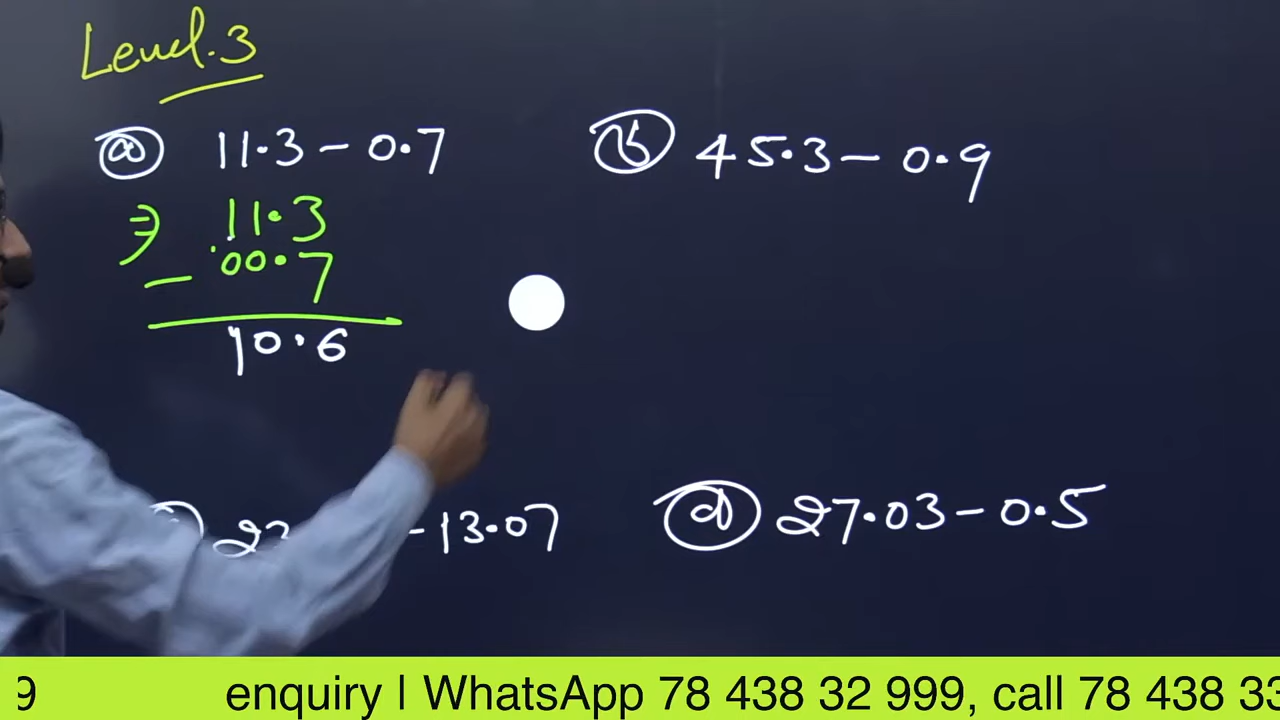 Level.3
(a) 11.3 - 0.7
(b) 45.3 - 0.9
⇒ 11.3
- 00.7
10.6
- 13.07
(d) 27.03 - 0.5
9 enquiry | WhatsApp 78 438 32 999, call 78 438 33